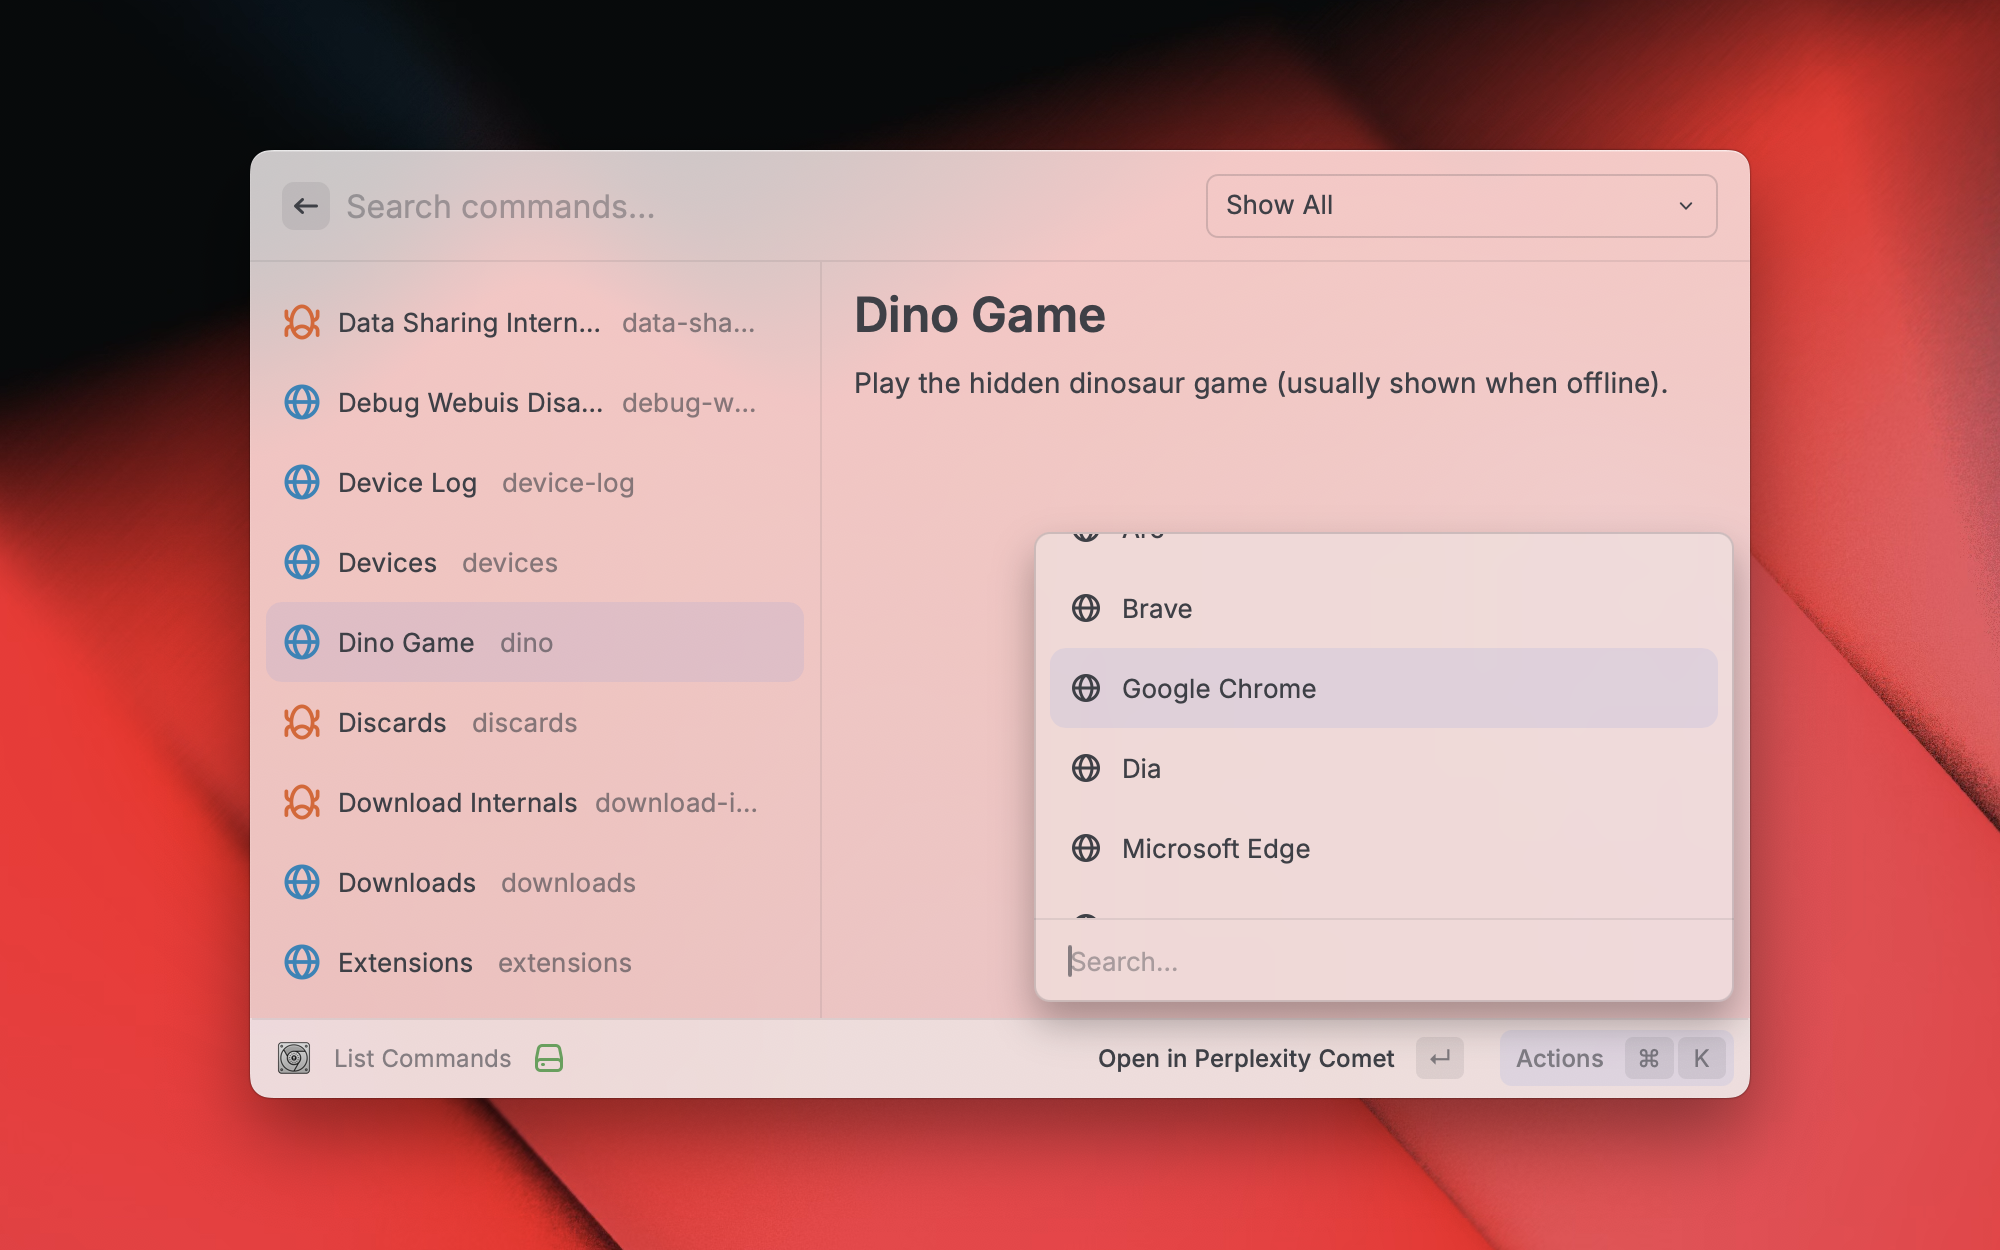 Search commands...
Show All
Data Sharing Intern... data-sha...
Debug Webuis Disa... debug-w...
Device Log device-log
Devices devices
Dino Game dino
Discards discards
Download Internals download-i...
Downloads downloads
Extensions extensions
Dino Game
Play the hidden dinosaur game (usually shown when offline).
Arc
Brave
Google Chrome
Dia
Microsoft Edge
Search...
List Commands
Open in Perplexity Comet
Actions ⌘ K